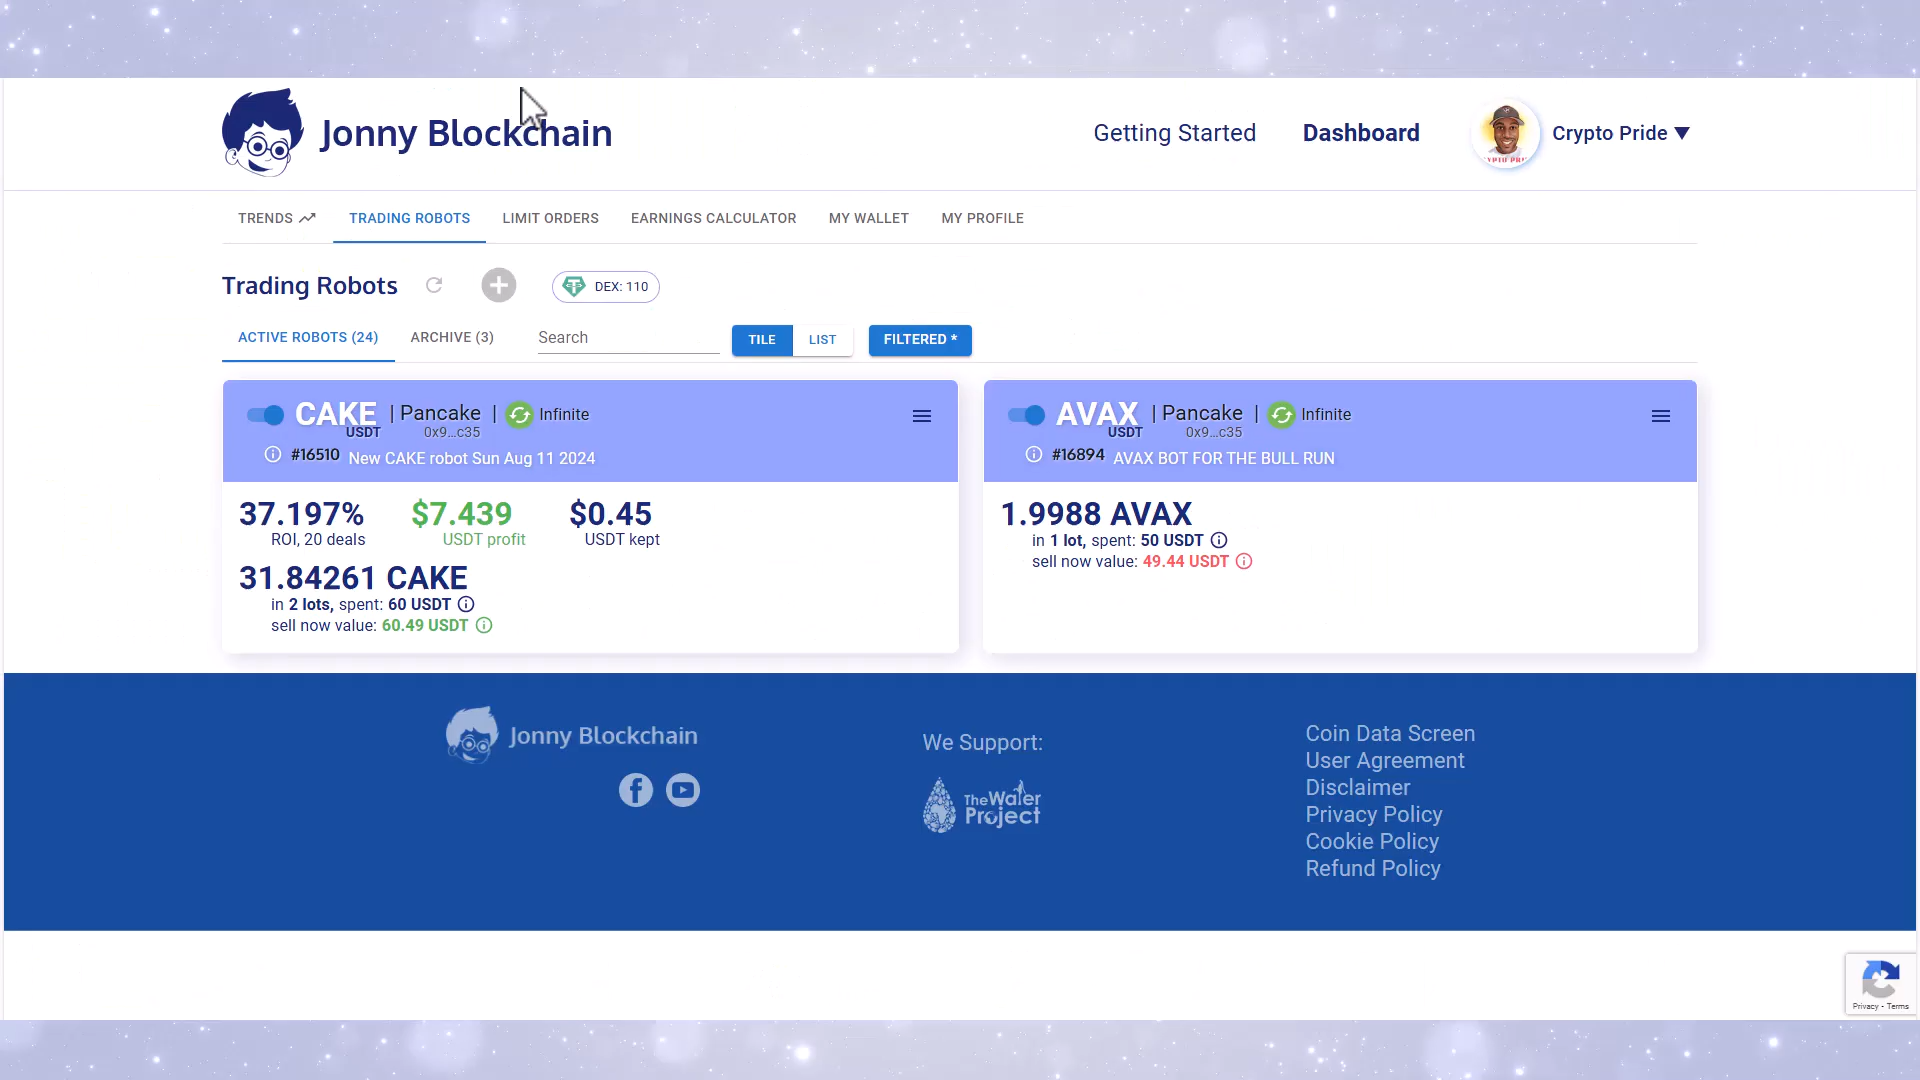 Jonny Blockchain
Getting Started
Dashboard
Crypto Pride ▼
TRENDS
TRADING ROBOTS
LIMIT ORDERS
EARNINGS CALCULATOR
MY WALLET
MY PROFILE
Trading Robots
DEX: 110
ACTIVE ROBOTS (24)
ARCHIVE (3)
Search
TILE
LIST
FILTERED *
CAKE | Pancake | Infinite
USDT 0x9...c35
#16510 New CAKE robot Sun Aug 11 2024
37.197% $7.439 $0.45
ROI, 20 deals USDT profit USDT kept
31.84261 CAKE
in 2 lots, spent: 60 USDT
sell now value: 60.49 USDT
AVAX | Pancake | Infinite
USDT 0x9...c35
#16894 AVAX BOT FOR THE BULL RUN
1.9988 AVAX
in 1 lot, spent: 50 USDT
sell now value: 49.44 USDT
Jonny Blockchain
We Support:
The Water
Project
Coin Data Screen
User Agreement
Disclaimer
Privacy Policy
Cookie Policy
Refund Policy
Privacy - Terms